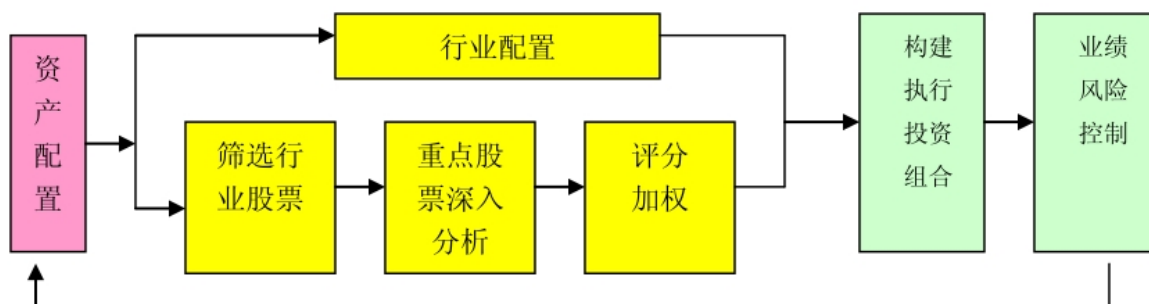 资
产
配
置
行业配置
筛选行
业股票
重点股
票深入
分析
评分
加权
构建
执行
投资
组合
业绩
风险
控制